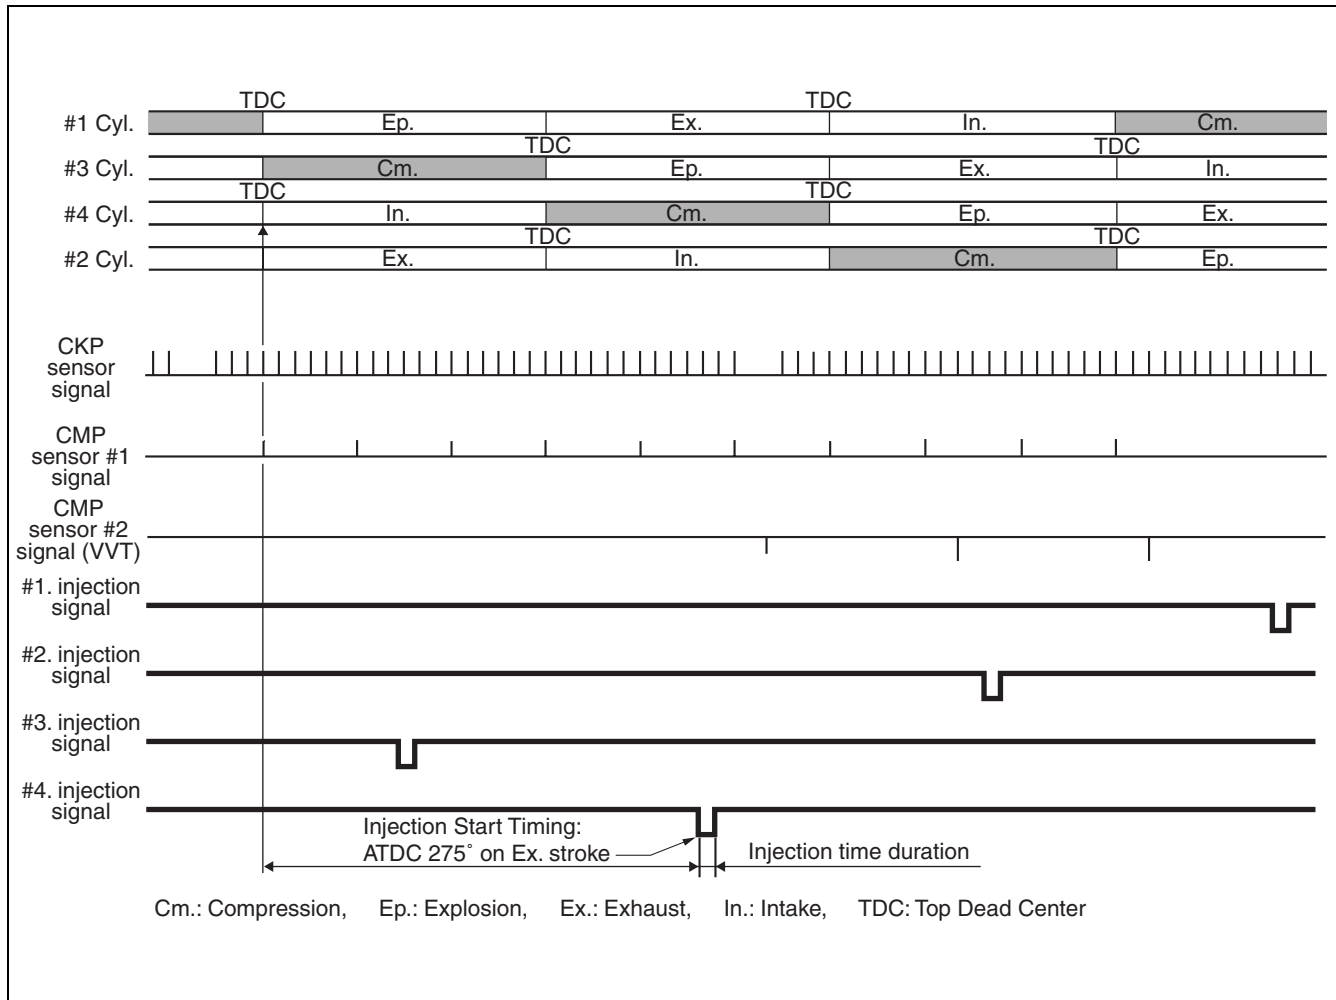 TDC TDC
#1 Cyl. Ep. Ex. In. Cm.
TDC TDC
#3 Cyl. Cm. Ep. Ex. In.
TDC TDC
#4 Cyl. In. Cm. Ep. Ex.
TDC TDC
#2 Cyl. Ex. In. Cm. Ep.
CKP
sensor
signal
CMP
sensor #1
signal
CMP
sensor #2
signal (VVT)
#1. injection
signal
#2. injection
signal
#3. injection
signal
#4. injection
signal
Injection Start Timing:
ATDC 275˚ on Ex. stroke
Injection time duration
Cm.: Compression, Ep.: Explosion, Ex.: Exhaust, In.: Intake, TDC: Top Dead Center